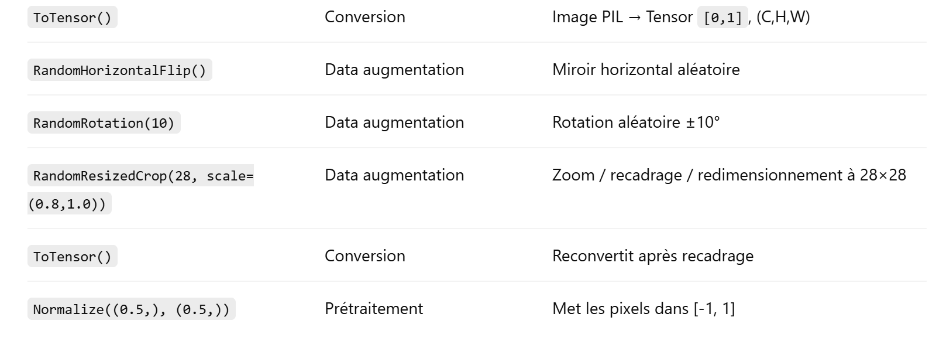 ToTensor() Conversion Image PIL → Tensor [0,1], (C,H,W)
RandomHorizontalFlip() Data augmentation Miroir horizontal aléatoire
RandomRotation(10) Data augmentation Rotation aléatoire ±10°
RandomResizedCrop(28, scale= Data augmentation Zoom / recadrage / redimensionnement à 28×28
(0.8,1.0))
ToTensor() Conversion Reconvertit après recadrage
Normalize((0.5,), (0.5,)) Prétraitement Met les pixels dans [-1, 1]